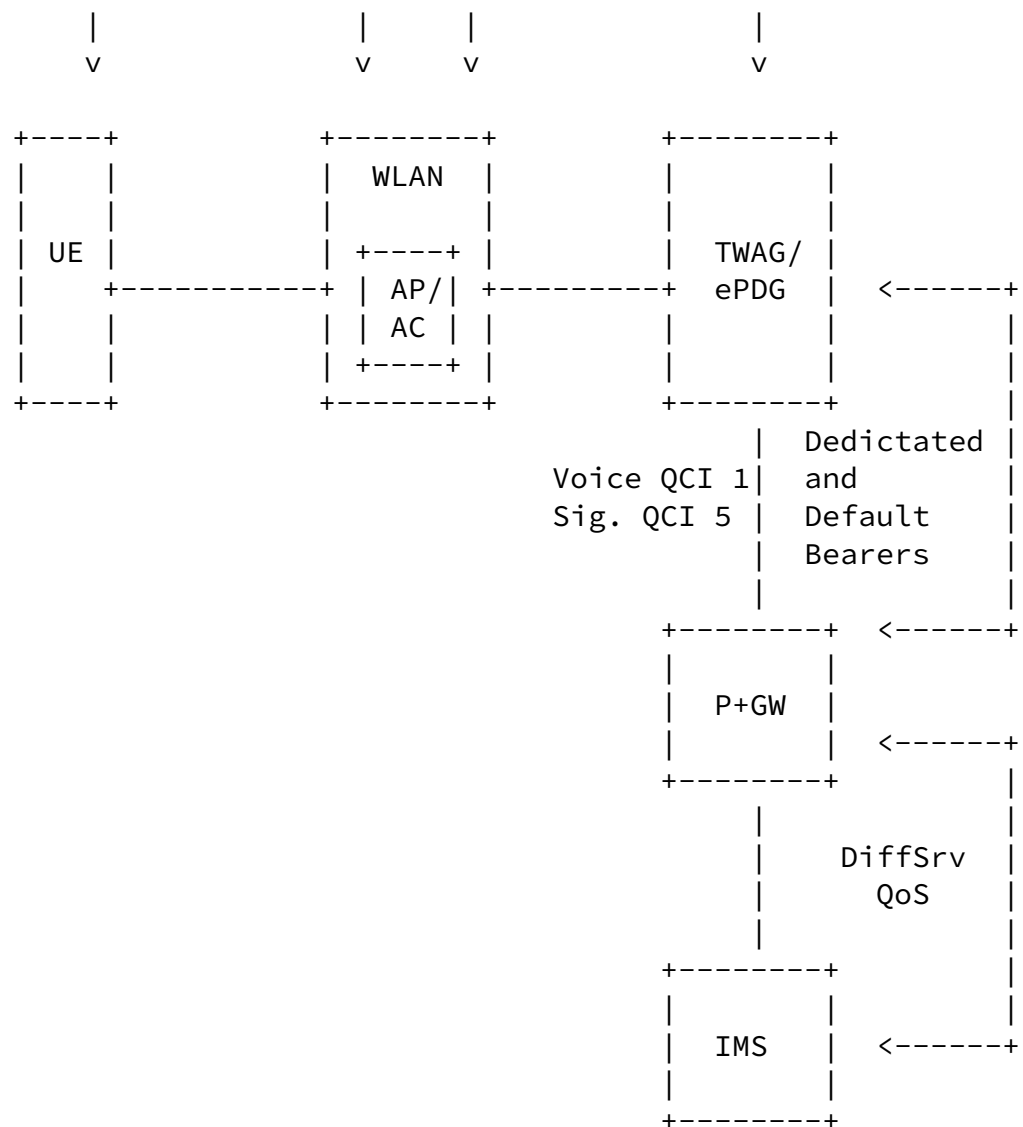 WLAN
UE
TWAG/
ePDG
AP/
AC
Dedictated
Voice QCI 1
and
Sig. QCI 5
Default
Bearers
P+GW
DiffSrv
QoS
IMS